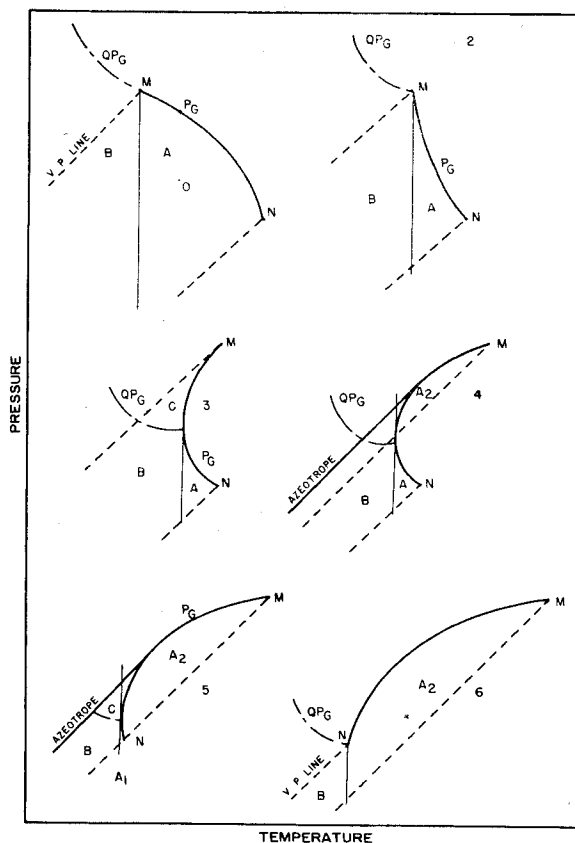 QPG
M
PG
V P LINE
B
A
O
N
QPG
2
M
PG
B
A
N
M
QPG
C
3
PG
B
A
N
M
A2
QPG
4
AZEOTROPE
B
A
N
PG
M
A2
5
AZEOTROPE
C
B
N
A1
M
A2
6
QPG
N
V P LINE
B
PRESSURE
TEMPERATURE